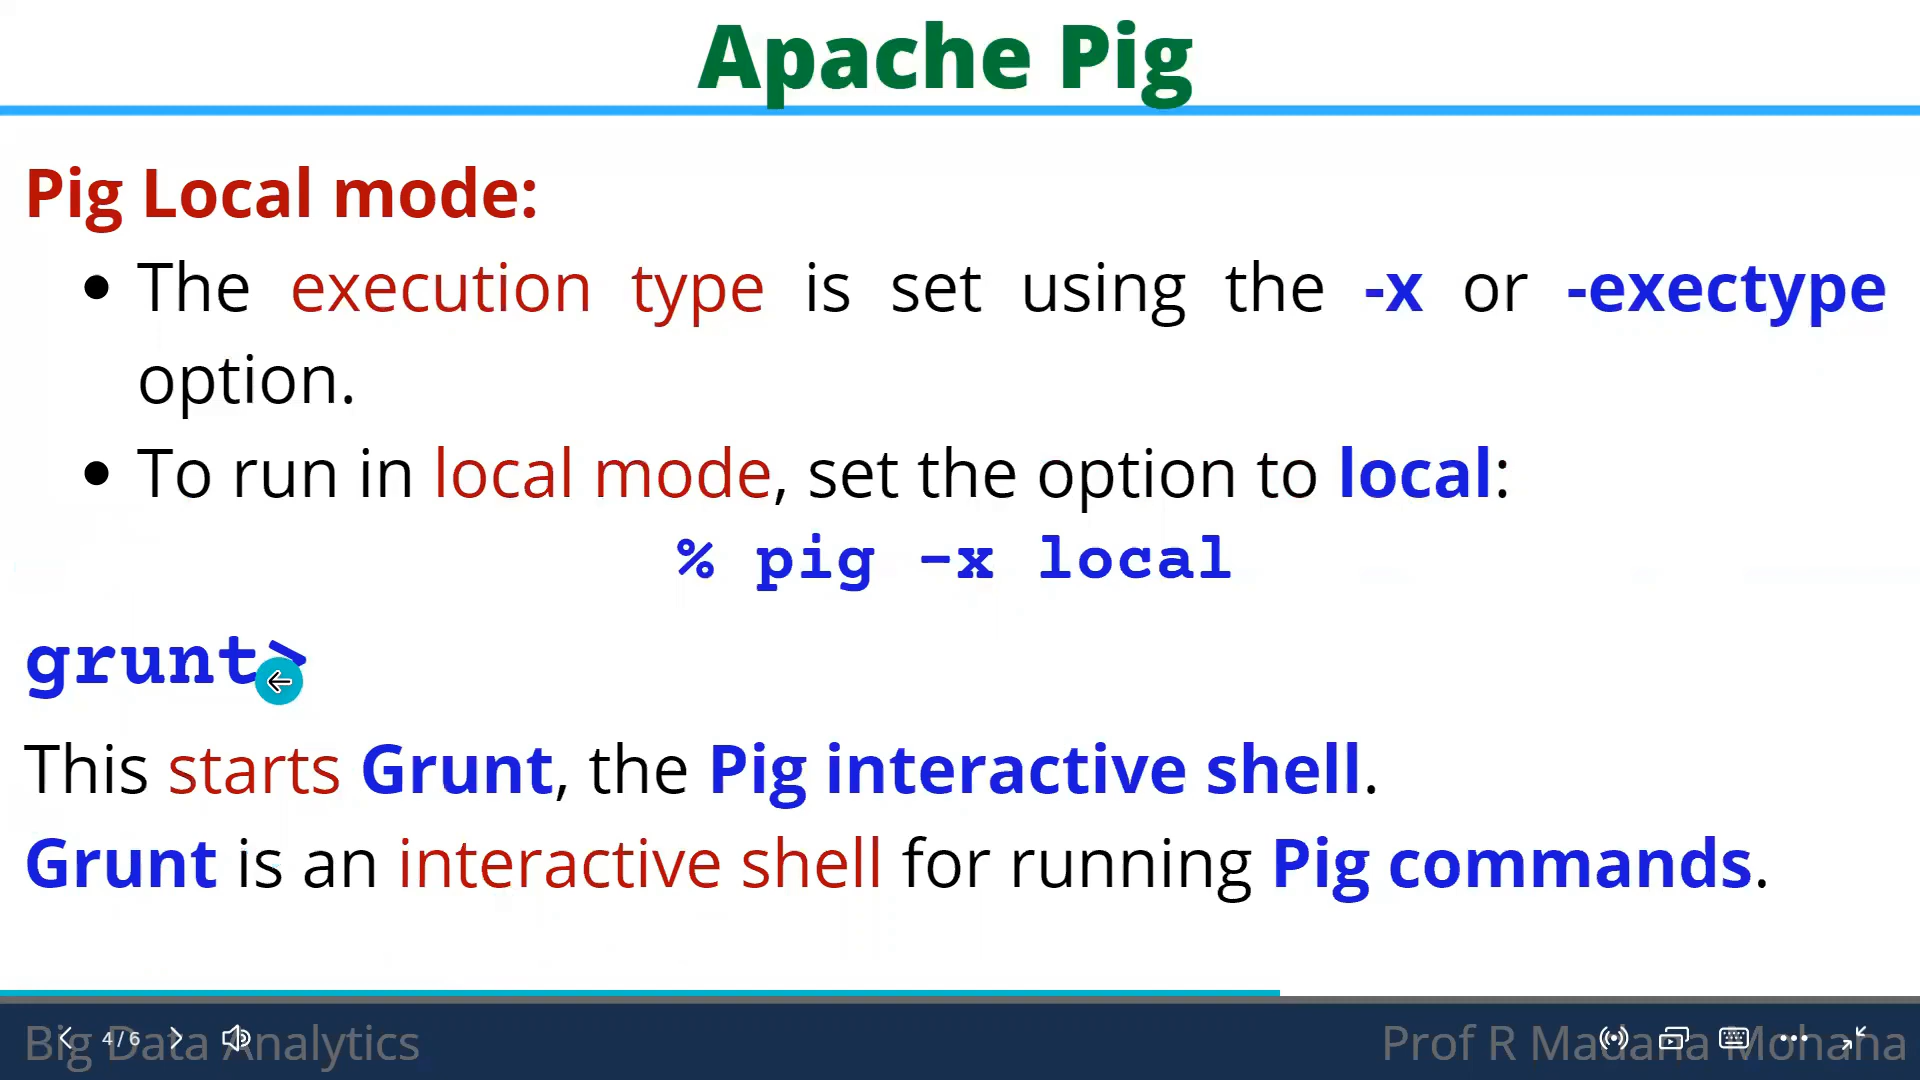 Apache Pig
Pig Local mode:
• The execution type is set using the -x or -exectype
option.
• To run in local mode, set the option to local:
% pig -x local
grunt>
This starts Grunt, the Pig interactive shell.
Grunt is an interactive shell for running Pig commands.
Big Data Analytics
4 / 6
Prof R Madana Mohana